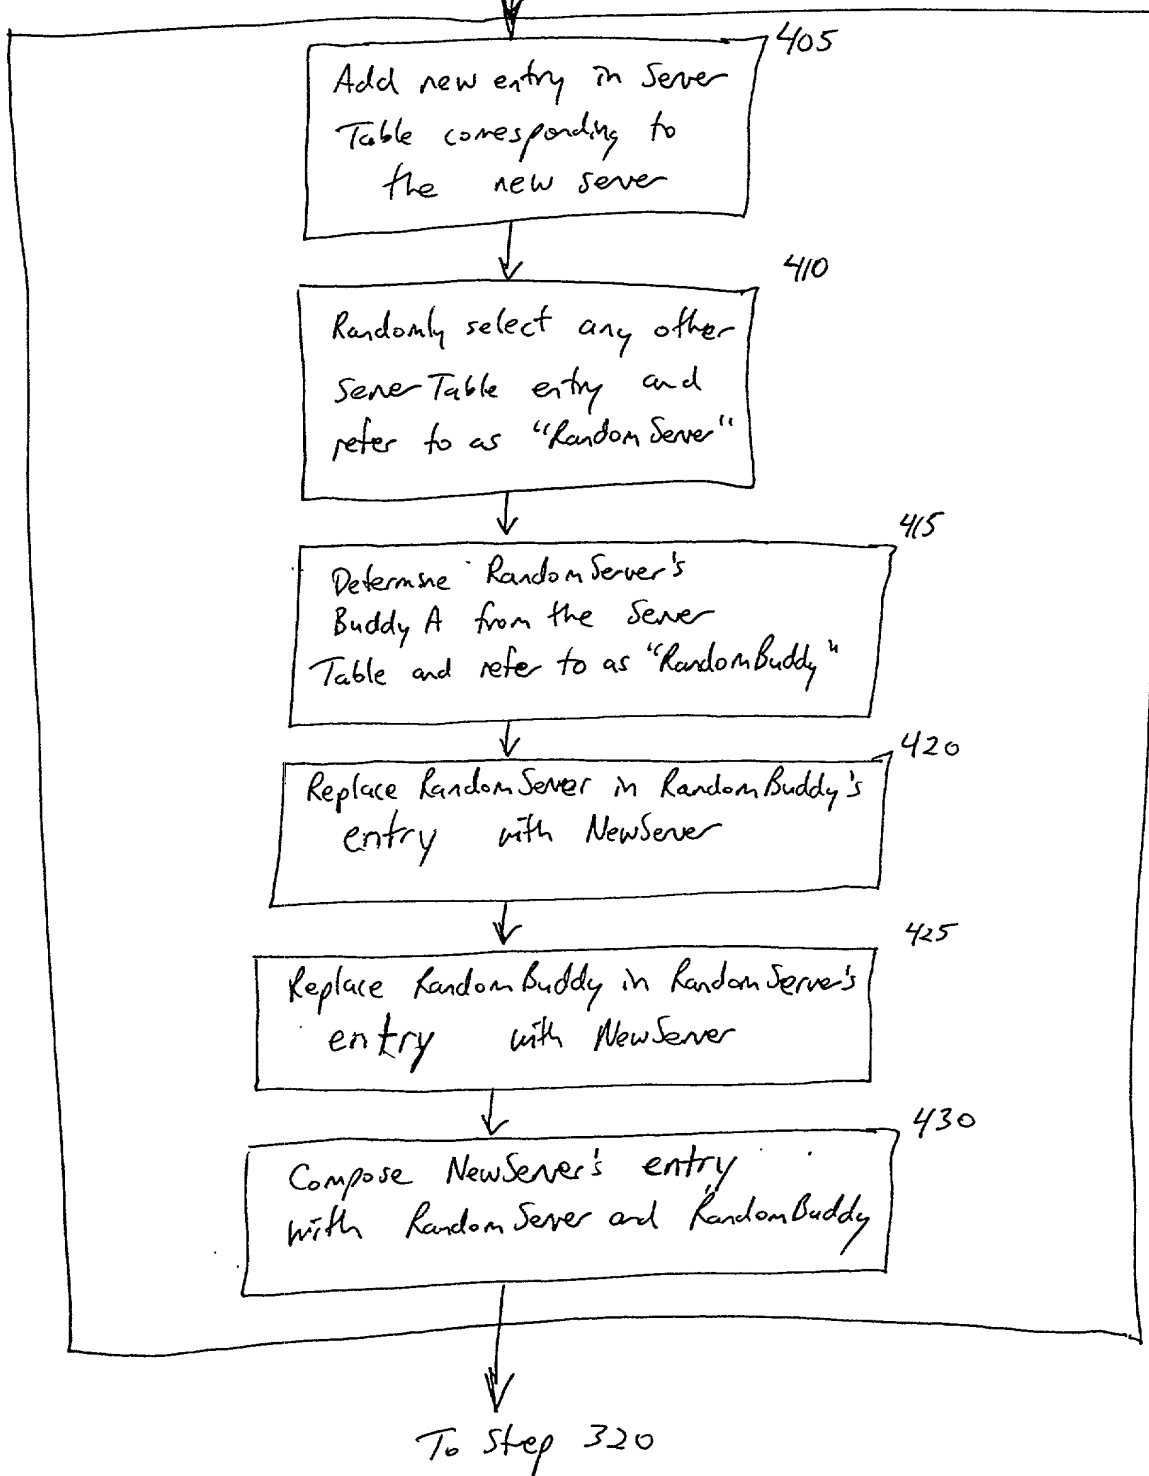 405
Add new entry in Server
Table corresponding to
the new server
410
Randomly select any other
Server Table entry and
refer to as "RandomServer"
415
Determine RandomServer's
Buddy A from the Server
Table and refer to as "RandomBuddy"
420
Replace RandomServer in RandomBuddy's
entry with NewServer
425
Replace RandomBuddy in RandomServer's
entry with NewServer
430
Compose NewServer's entry
with RandomServer and RandomBuddy
To Step 320